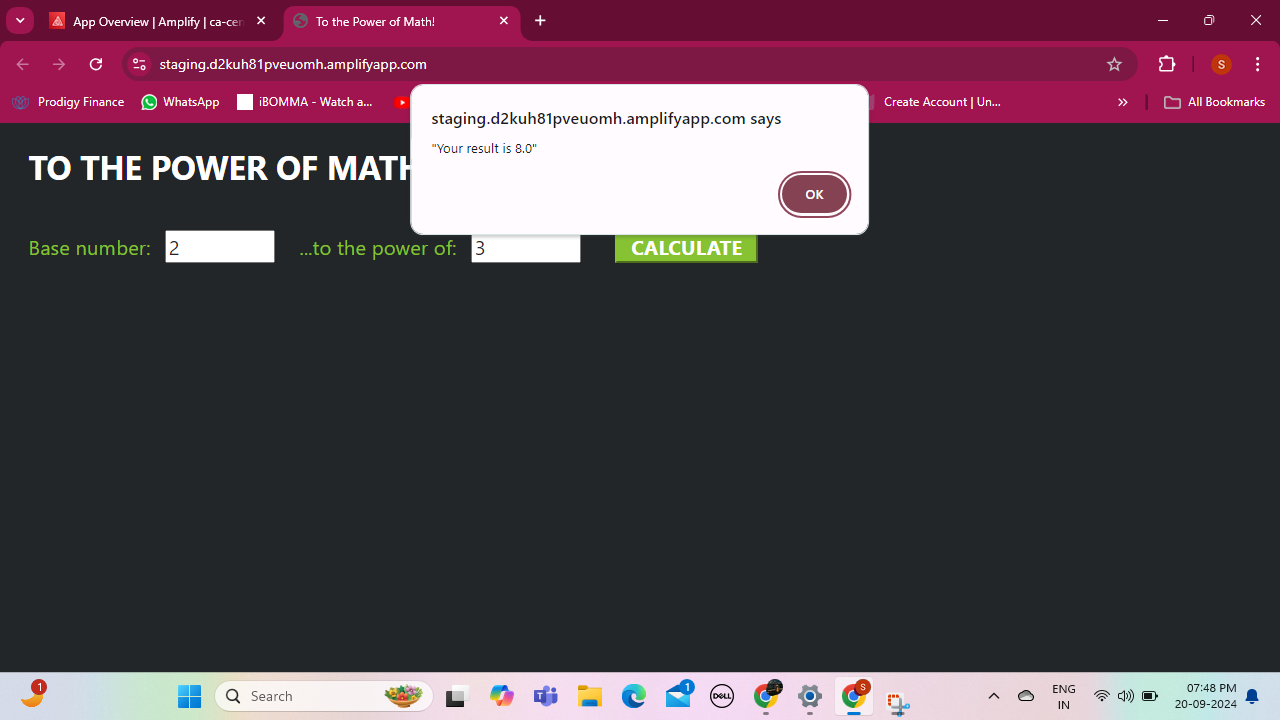 App Overview | Amplify | ca-cen
To the Power of Math!
staging.d2kuh81pveuomh.amplifyapp.com
S
Prodigy Finance
WhatsApp
iBOMMA - Watch a...
Create Account | Un...
»
All Bookmarks
staging.d2kuh81pveuomh.amplifyapp.com says
"Your result is 8.0"
OK
TO THE POWER OF MATH
Base number:
2
...to the power of:
3
CALCULATE
1
Search
1
DELL
S
ENG
IN
07:48 PM
20-09-2024